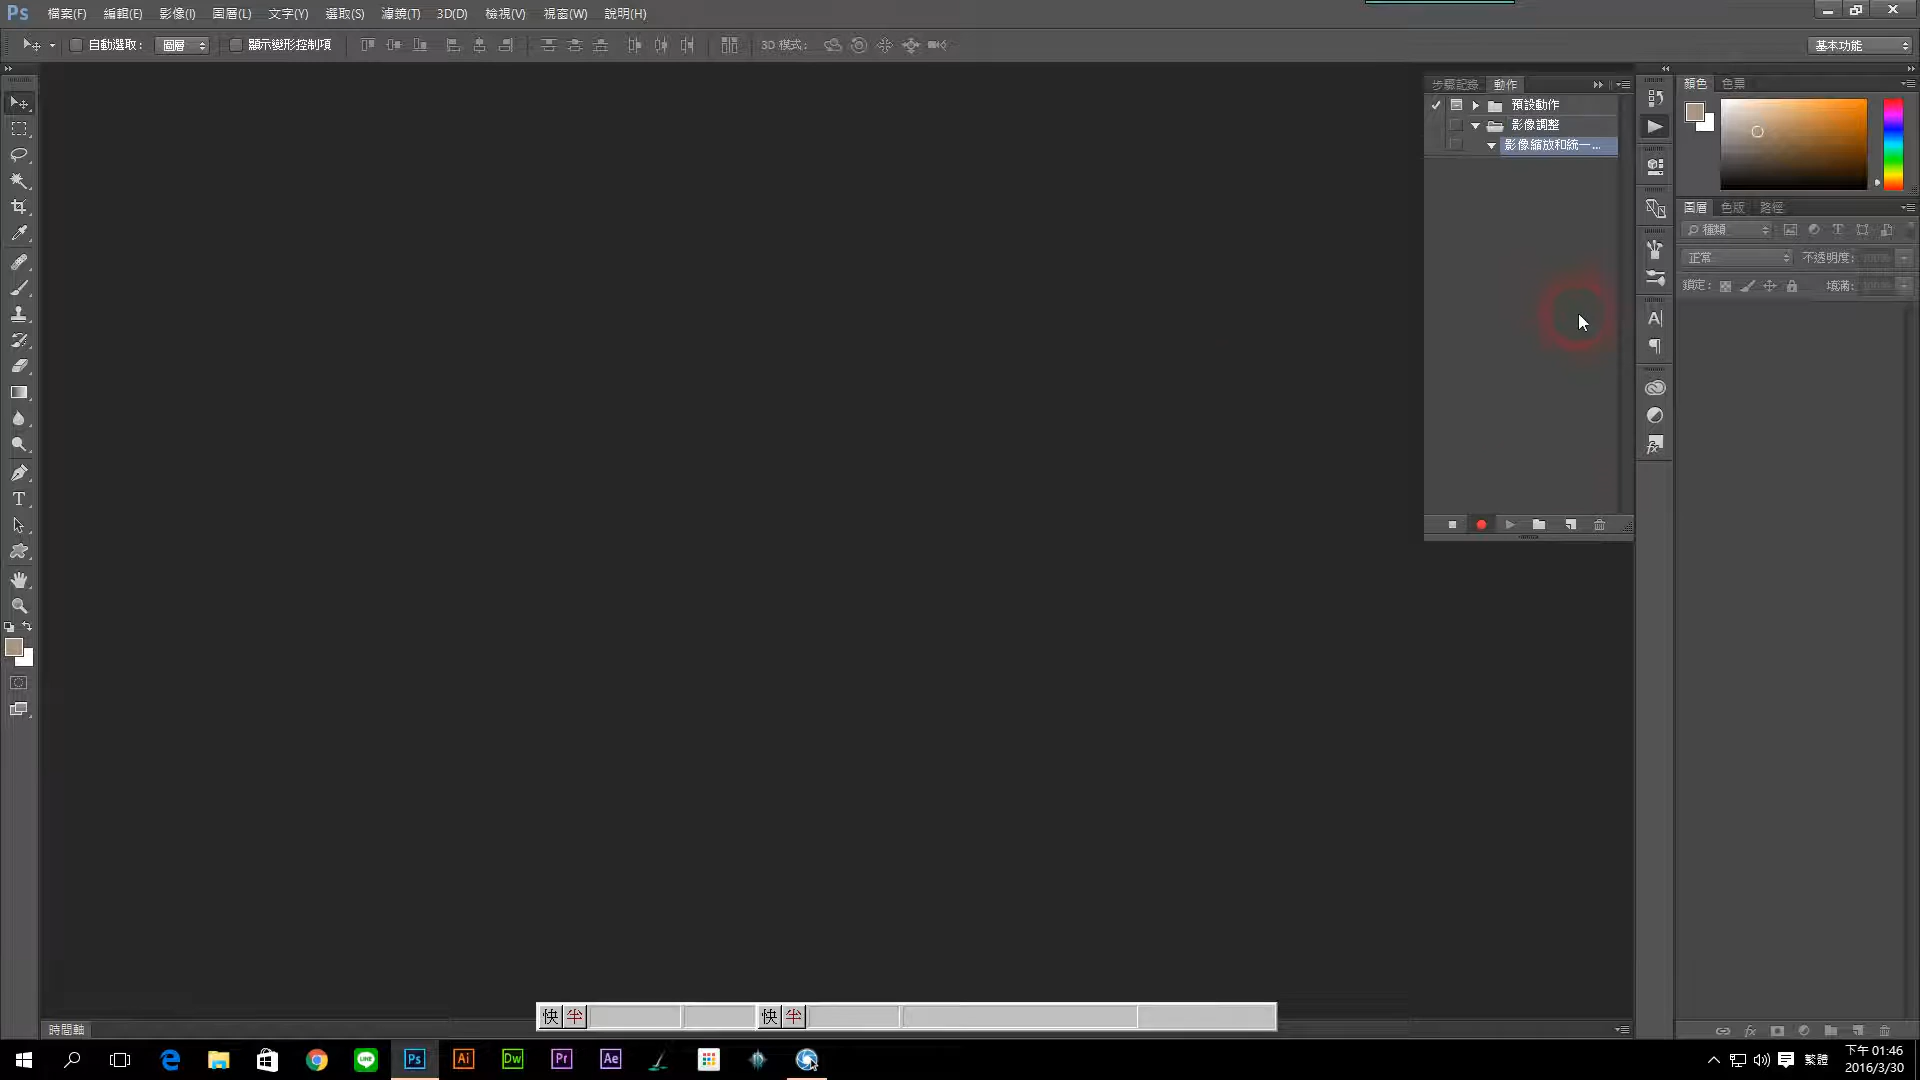 Ps 檔案(F) 編輯(E) 影像(I) 圖層(L) 文字(Y) 選取(S) 濾鏡(T) 3D(D) 檢視(V) 視窗(W) 說明(H)
自動選取: 圖層 顯示變形控制項 3D 模式: 基本功能
步驟記錄 動作
預設動作
影像調整
影像縮放和統一...
顏色 色票
圖層 色版 路徑
種類
正常 不透明度: 100%
鎖定: 填滿: 100%
時間軸
快 半 快 半
Ps Ai Dw Pr Ae
繁體
下午 01:46
2016/3/30